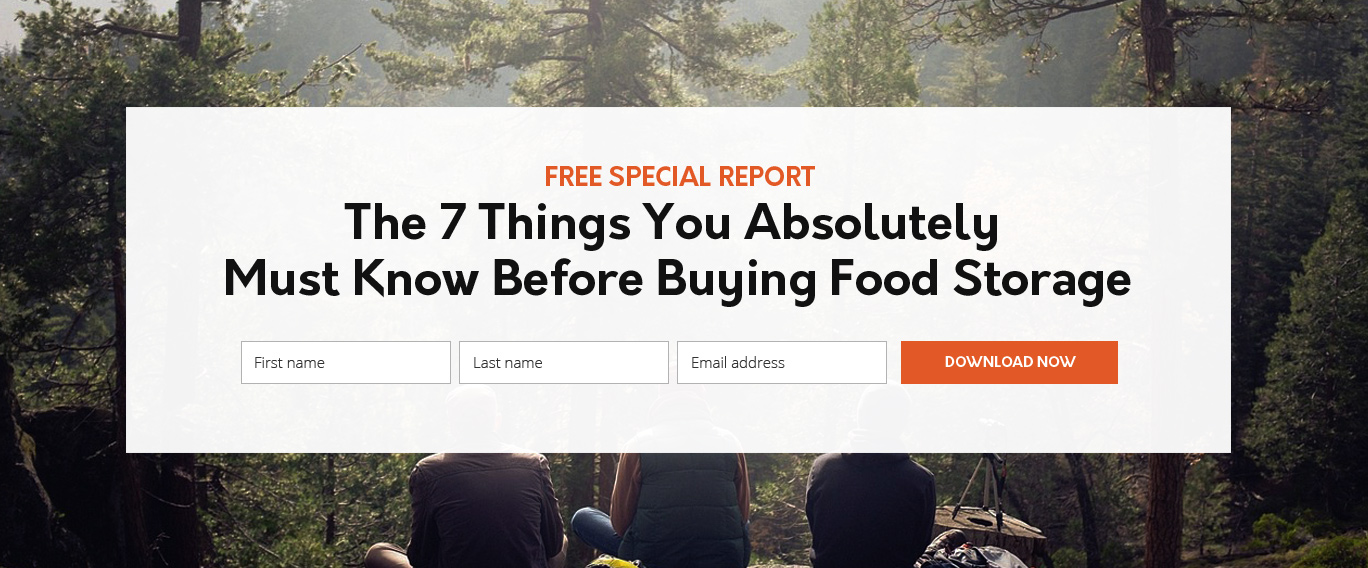 FREE SPECIAL REPORT
The 7 Things You Absolutely
Must Know Before Buying Food Storage
First name
Last name
Email address
DOWNLOAD NOW